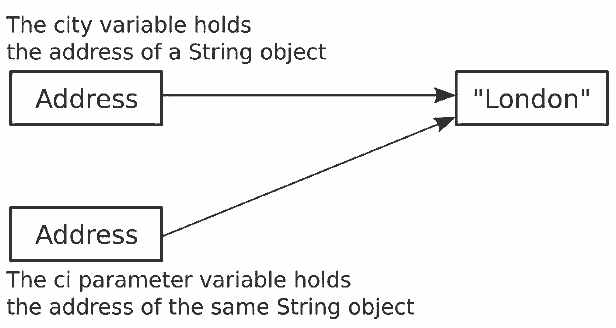 The city variable holds
the address of a String object
Address
"London"
Address
The ci parameter variable holds
the address of the same String object